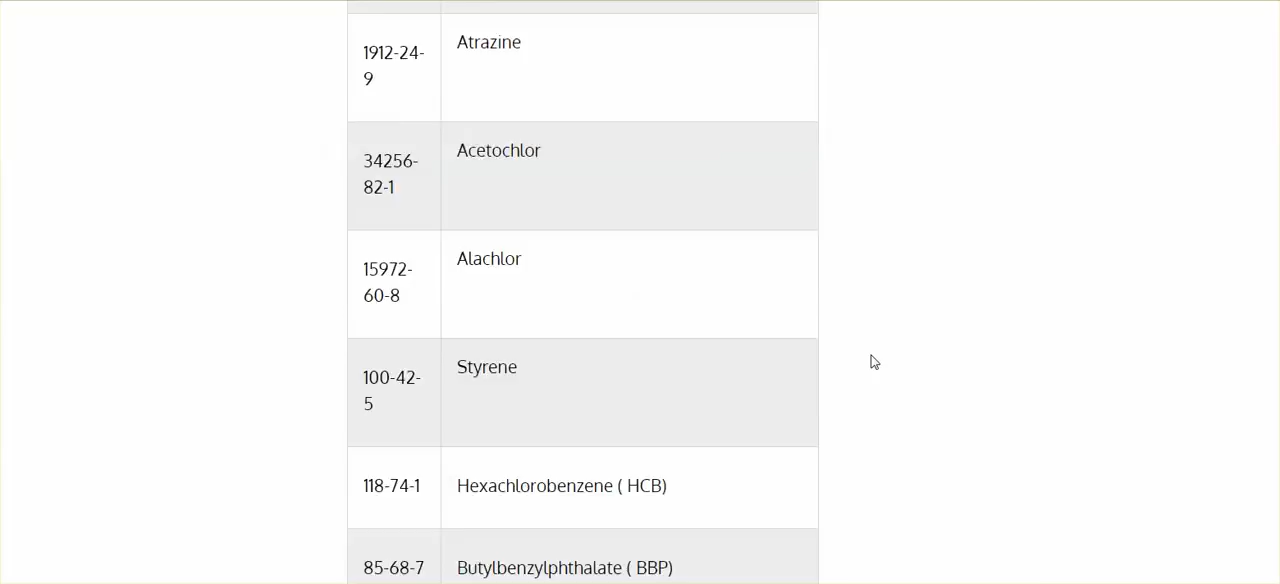 1912-24-
9
Atrazine
34256-
82-1
Acetochlor
15972-
60-8
Alachlor
100-42-
5
Styrene
118-74-1
Hexachlorobenzene ( HCB)
85-68-7
Butylbenzylphthalate ( BBP)